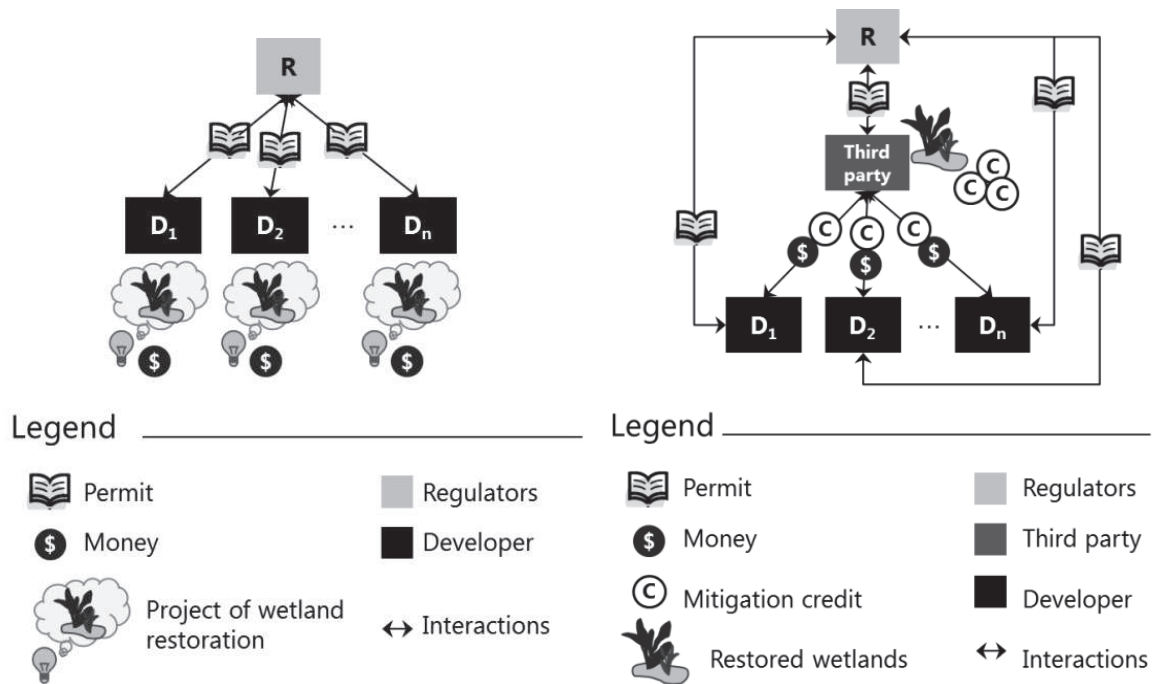 R
D1 D2 ... Dn
$ $ $
Legend
Permit
Regulators
$ Money
Developer
Project of wetland
restoration
Interactions
R
Third
party
C
C C
C C C
$ $ $
D1 D2 ... Dn
Legend
Permit
Regulators
$ Money
Third party
C Mitigation credit
Developer
Restored wetlands
Interactions